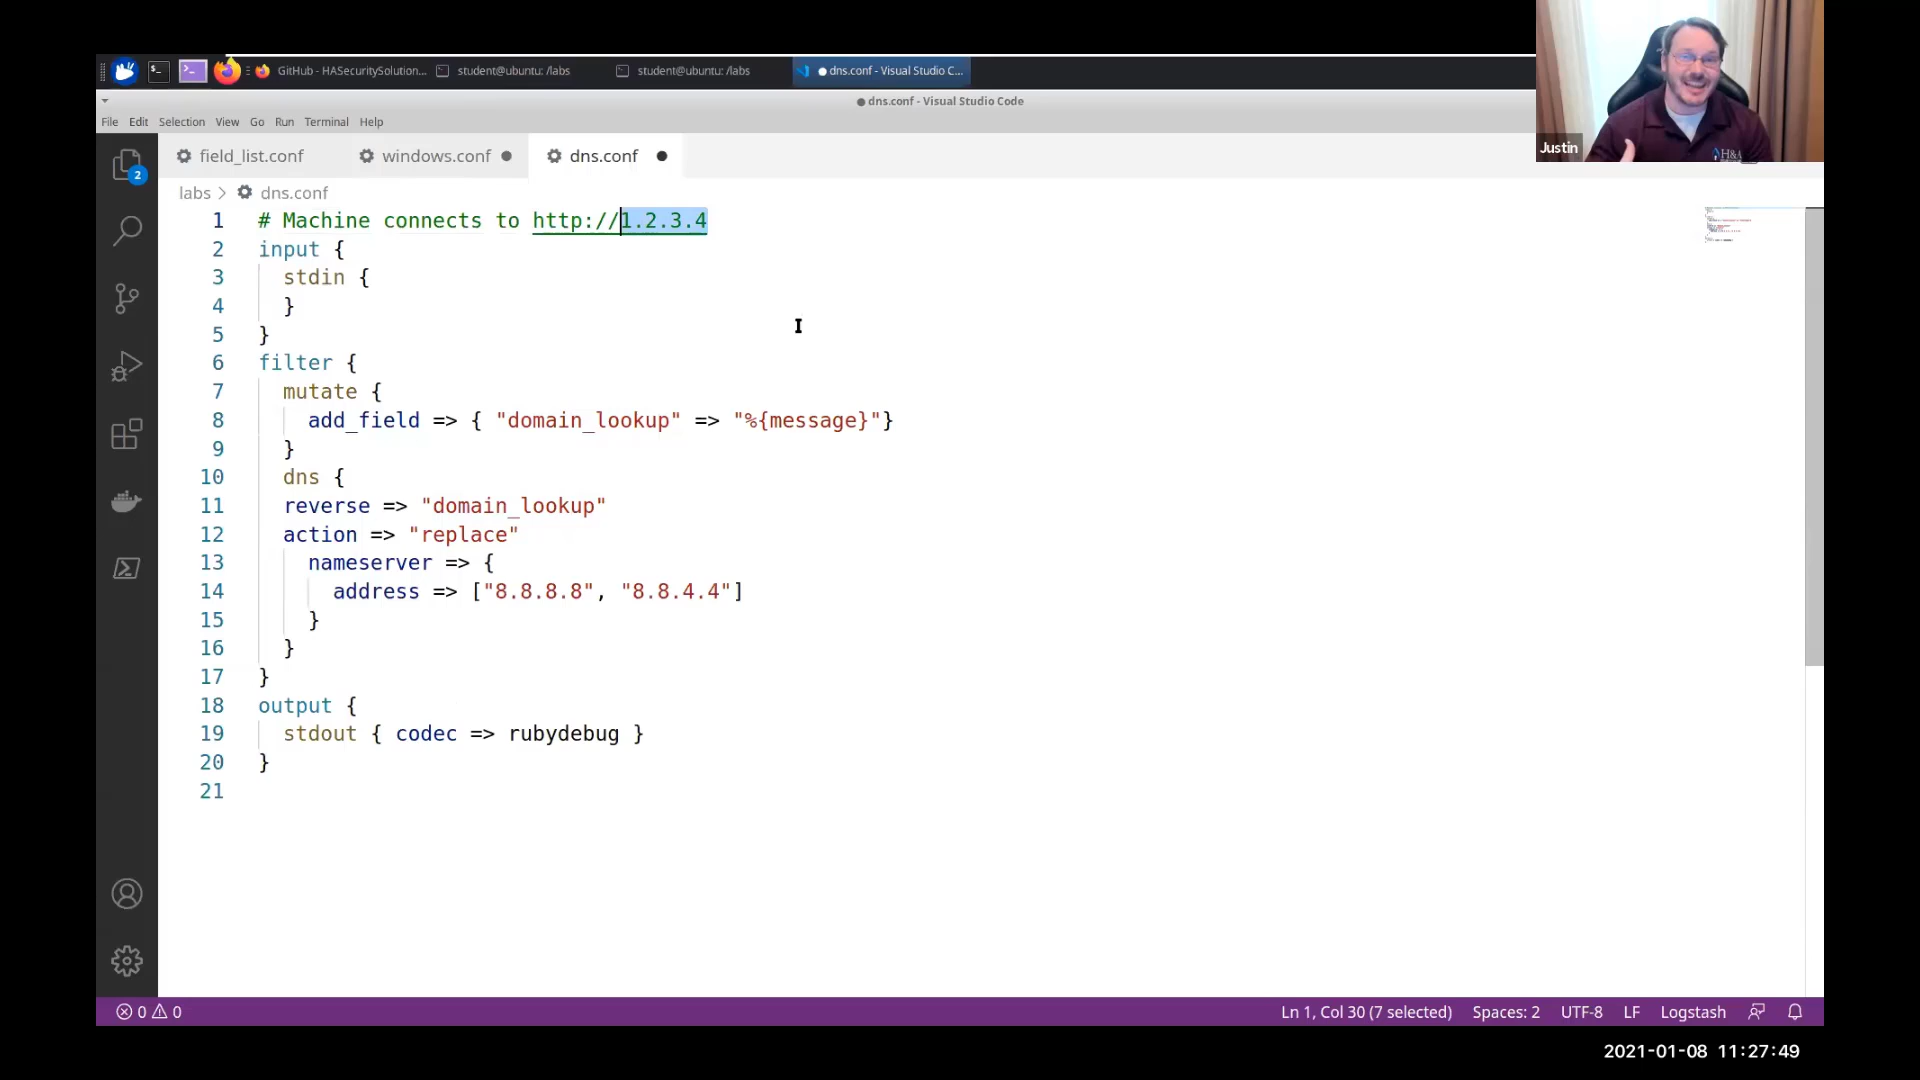 GitHub - HASecuritySolution...
student@ubuntu: /labs
student@ubuntu: /labs
● dns.conf - Visual Studio C...
● dns.conf - Visual Studio Code
File Edit Selection View Go Run Terminal Help
Justin
H&A
field_list.conf
windows.conf ●
dns.conf ●
2
labs > dns.conf
1 # Machine connects to http://1.2.3.4
2 input {
3 stdin {
4 }
5 }
6 filter {
7 mutate {
8 add_field => { "domain_lookup" => "%{message}"}
9 }
10 dns {
11 reverse => "domain_lookup"
12 action => "replace"
13 nameserver => {
14 address => ["8.8.8.8", "8.8.4.4"]
15 }
16 }
17 }
18 output {
19 stdout { codec => rubydebug }
20 }
21
0 0
Ln 1, Col 30 (7 selected) Spaces: 2 UTF-8 LF Logstash
2021-01-08 11:27:49